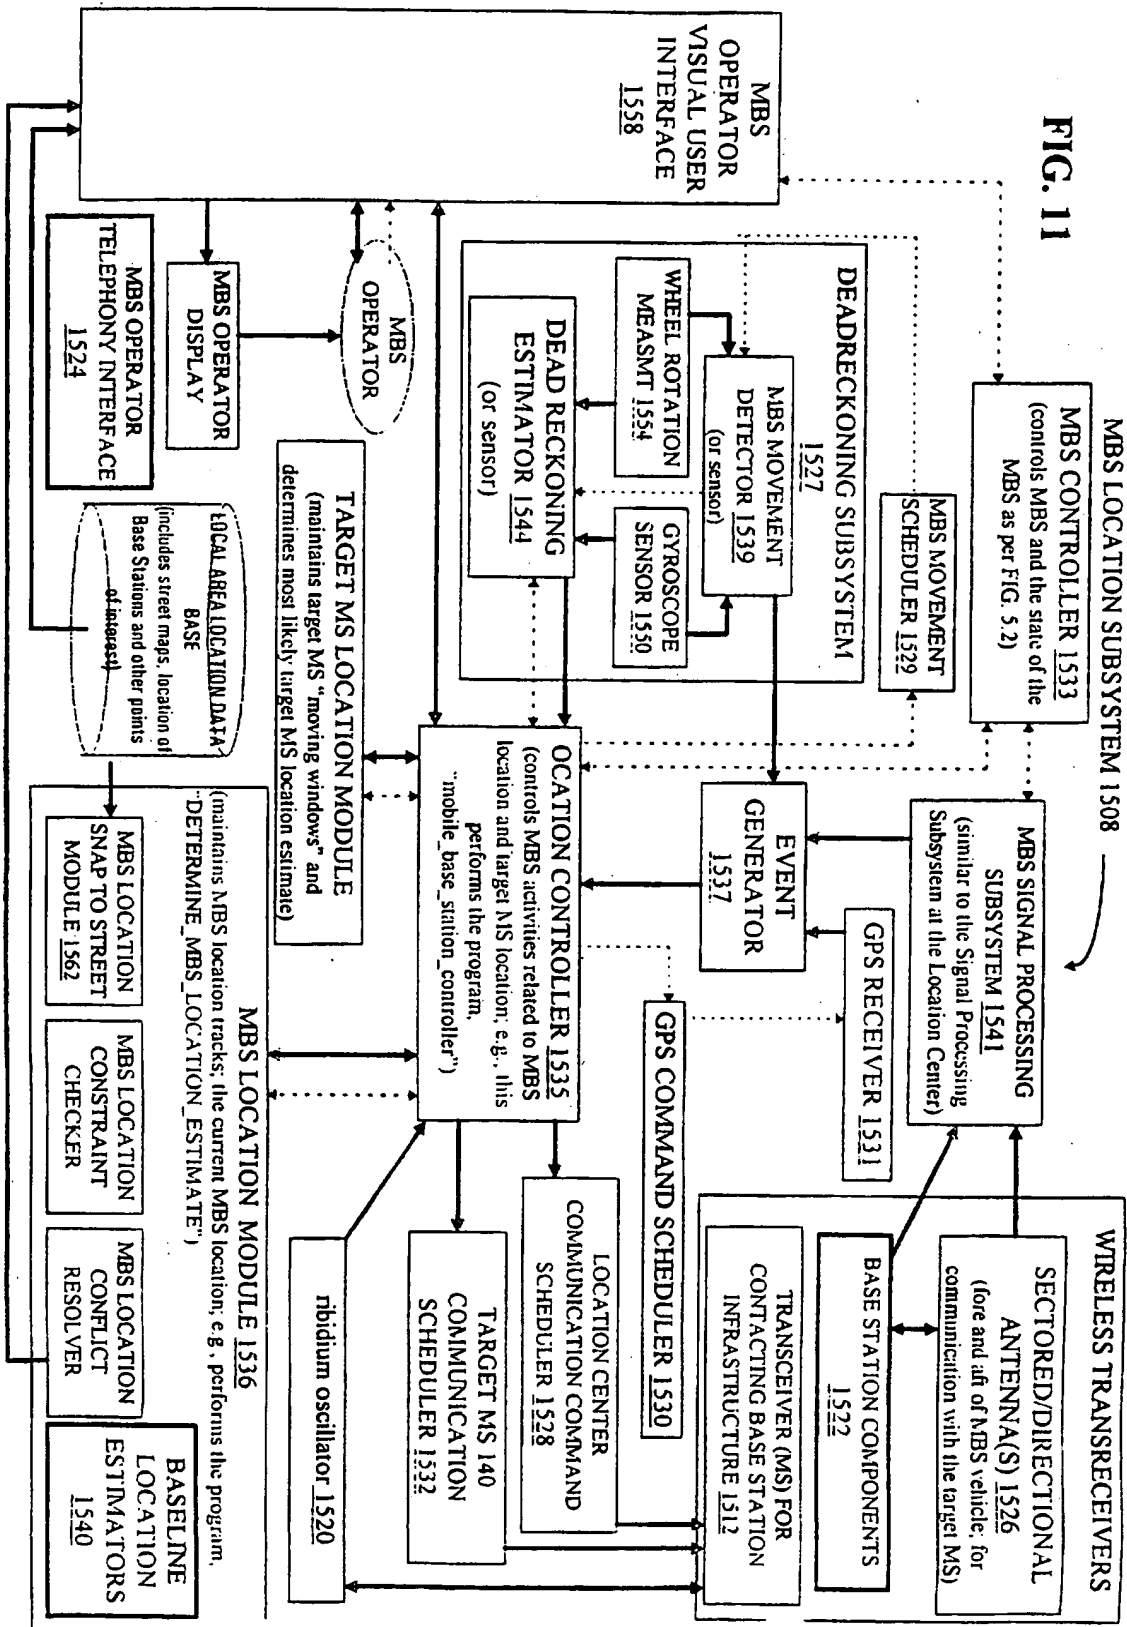 FIG. 11
MBS LOCATION SUBSYSTEM 1508
MBS CONTROLLER 1533
(controls MBS and the state of the
MBS as per FIG. 5.2)
MBS SIGNAL PROCESSING
SUBSYSTEM 1541
(similar to the Signal Processing
Subsystem at the Location Center)
WIRELESS TRANSRECEIVERS
SECTORED/DIRECTIONAL
ANTENNA(S) 1526
(fore and aft of MBS vehicle; for
communication with the target MS)
BASE STATION COMPONENTS
1522
TRANSCEIVER (MS) FOR
CONTACTING BASE STATION
INFRASTRUCTURE 1512
MBS MOVEMENT
SCHEDULER 1529
GPS RECEIVER 1531
EVENT
GENERATOR
1537
GPS COMMAND SCHEDULER 1530
DEADRECKONING SUBSYSTEM
1527
MBS MOVEMENT
DETECTOR 1539
(or sensor)
WHEEL ROTATION
MEASMT 1554
GYROSCOPE
SENSOR 1550
DEAD RECKONING
ESTIMATOR 1544
(or sensor)
MBS
OPERATOR
VISUAL USER
INTERFACE
1558
OCATION CONTROLLER 1535
(controls MBS activities related to MBS
location and target MS location; e.g., this
performs the program,
"mobile_base_station_controller")
LOCATION CENTER
COMMUNICATION COMMAND
SCHEDULER 1528
TARGET MS 140
COMMUNICATION
SCHEDULER 1532
ribidium oscillator 1520
MBS
OPERATOR
MBS OPERATOR
DISPLAY
MBS OPERATOR
TELEPHONY INTERFACE
1524
TARGET MS LOCATION MODULE
(maintains target MS "moving windows" and
determines most likely target MS location estimate)
LOCAL AREA LOCATION DATA
BASE
(includes street maps, location of
Base Stations and other points
of interest)
MBS LOCATION MODULE 1536
(maintains MBS location tracks; the current MBS location; e.g., performs the program,
"DETERMINE_MBS_LOCATION_ESTIMATE")
MBS LOCATION
SNAP TO STREET
MODULE 1562
MBS LOCATION
CONSTRAINT
CHECKER
MBS LOCATION
CONFLICT
RESOLVER
BASELINE
LOCATION
ESTIMATORS
1540